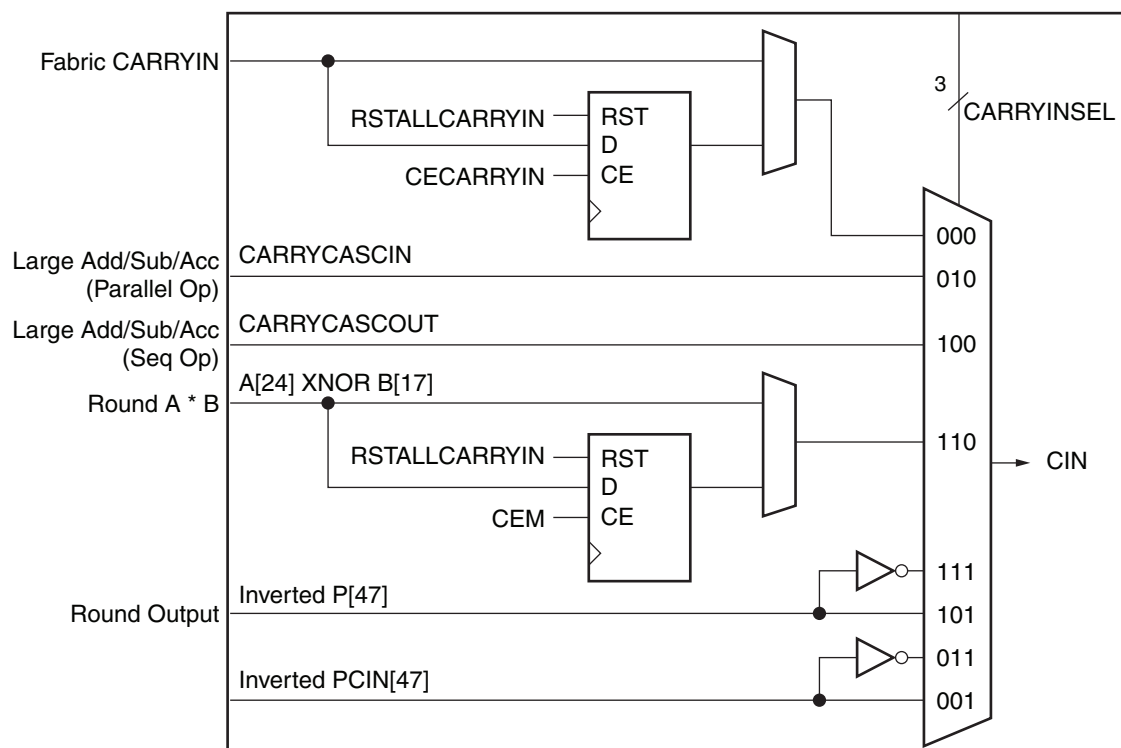 Fabric CARRYIN
3
CARRYINSEL
RSTALLCARRYIN
RST
D
CECARRYIN
CE
000
Large Add/Sub/Acc
(Parallel Op)
CARRYCASCIN
010
Large Add/Sub/Acc
(Seq Op)
CARRYCASCOUT
100
Round A * B
A[24] XNOR B[17]
110
RSTALLCARRYIN
RST
D
CEM
CE
CIN
111
Round Output
Inverted P[47]
101
011
Inverted PCIN[47]
001